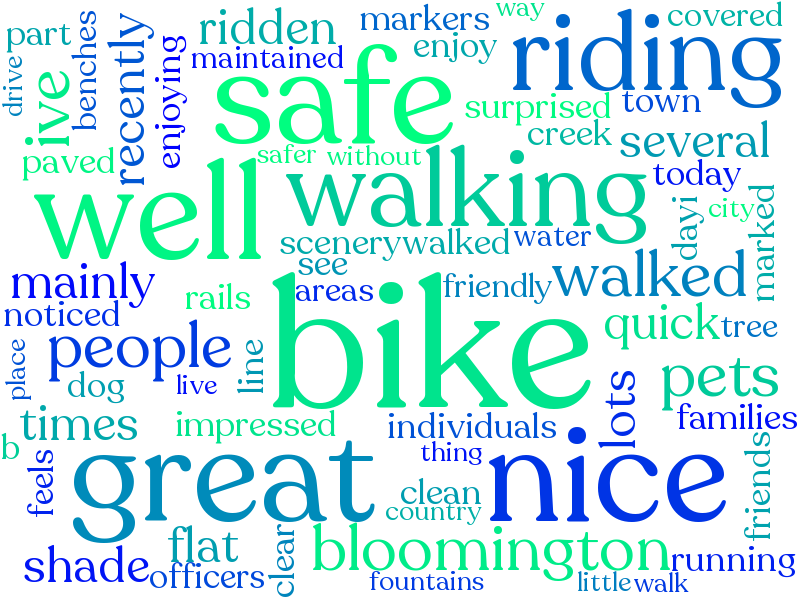 way
part
benches
recently
ridden
markers
covered
drive
ive
enjoying
maintained
enjoy
riding
safe
surprised
town
paved
creek
several
safer
without
well
walking
today
city
dayi
marked
scenerywalked
water
see
mainly
areas
friendly
walked
rails
noticed
bike
quick
tree
people
place
dog
live
line
pets
lots
families
times
impressed
individuals
b
great
thing
nice
feels
clean
country
friends
flat
clear
bloomington
shade
officers
running
fountains
little
walk